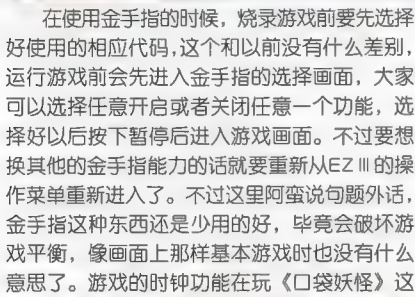 在使用金手指的时候，烧录游戏前要先选择
好使用的相应代码，这个和以前没有什么差别，
运行游戏前会先进入金手指的选择画面，大家
可以选择任意开启或者关闭任意一个功能，选
择好以后按下暂停后进入游戏画面。不过要想
换其他的金手指能力的话就要重新从EZⅢ的操
作菜单重新进入了。不过这里阿蛮说句题外话，
金手指这种东西还是少用的好，毕竟会破坏游
戏平衡，像画面上那样基本游戏时也没有什么
意思了。游戏的时钟功能在玩《口袋妖怪》这